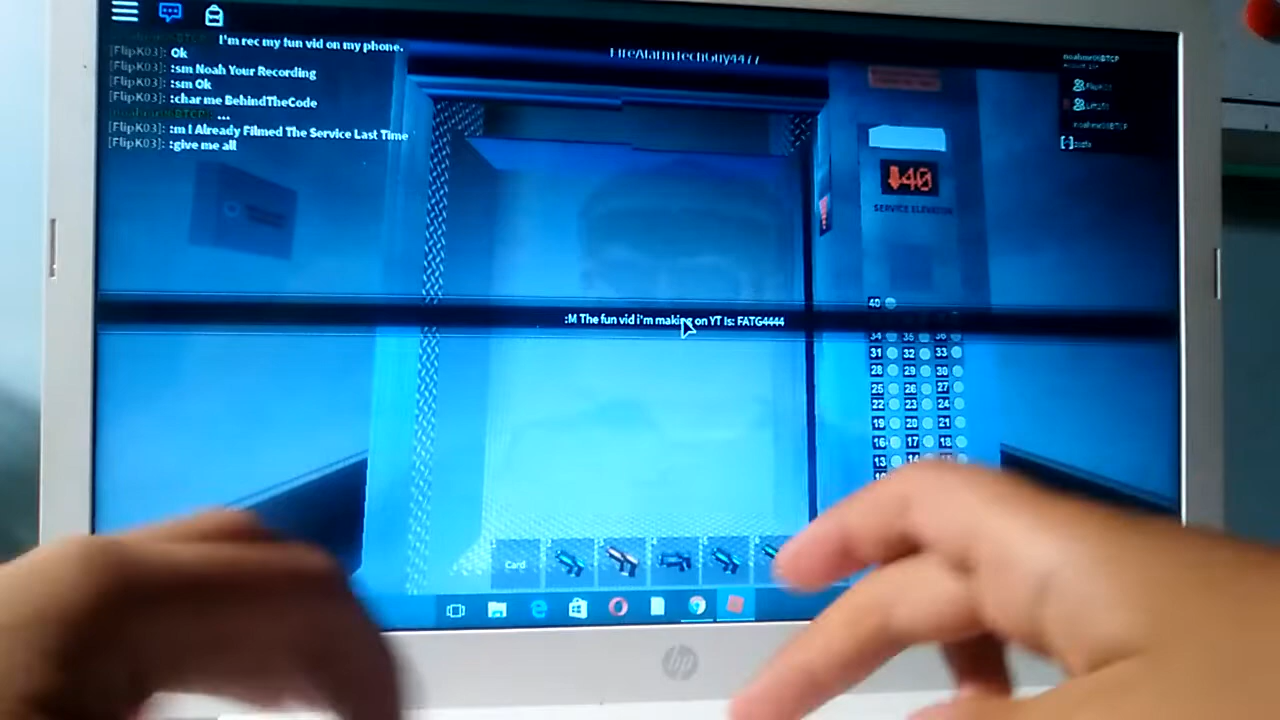 I'm rec my fun vid on my phone.
[FlipK03]: Ok
[FlipK03]: :sm Noah Your Recording
[FlipK03]: :sm Ok
[FlipK03]: :char me BehindTheCode
...
[FlipK03]: :m I Already Filmed The Service Last Time
[FlipK03]: :give me all
FireAlarmTechGuy4477
40
SERVICE ELEVATOR
40
:M The fun vid i'm making on YT Is: FATG4444
34 35 36
31 32 33
28 29 30
25 26 27
22 23 24
19 20 21
16 17 18
13 14
Card
hp